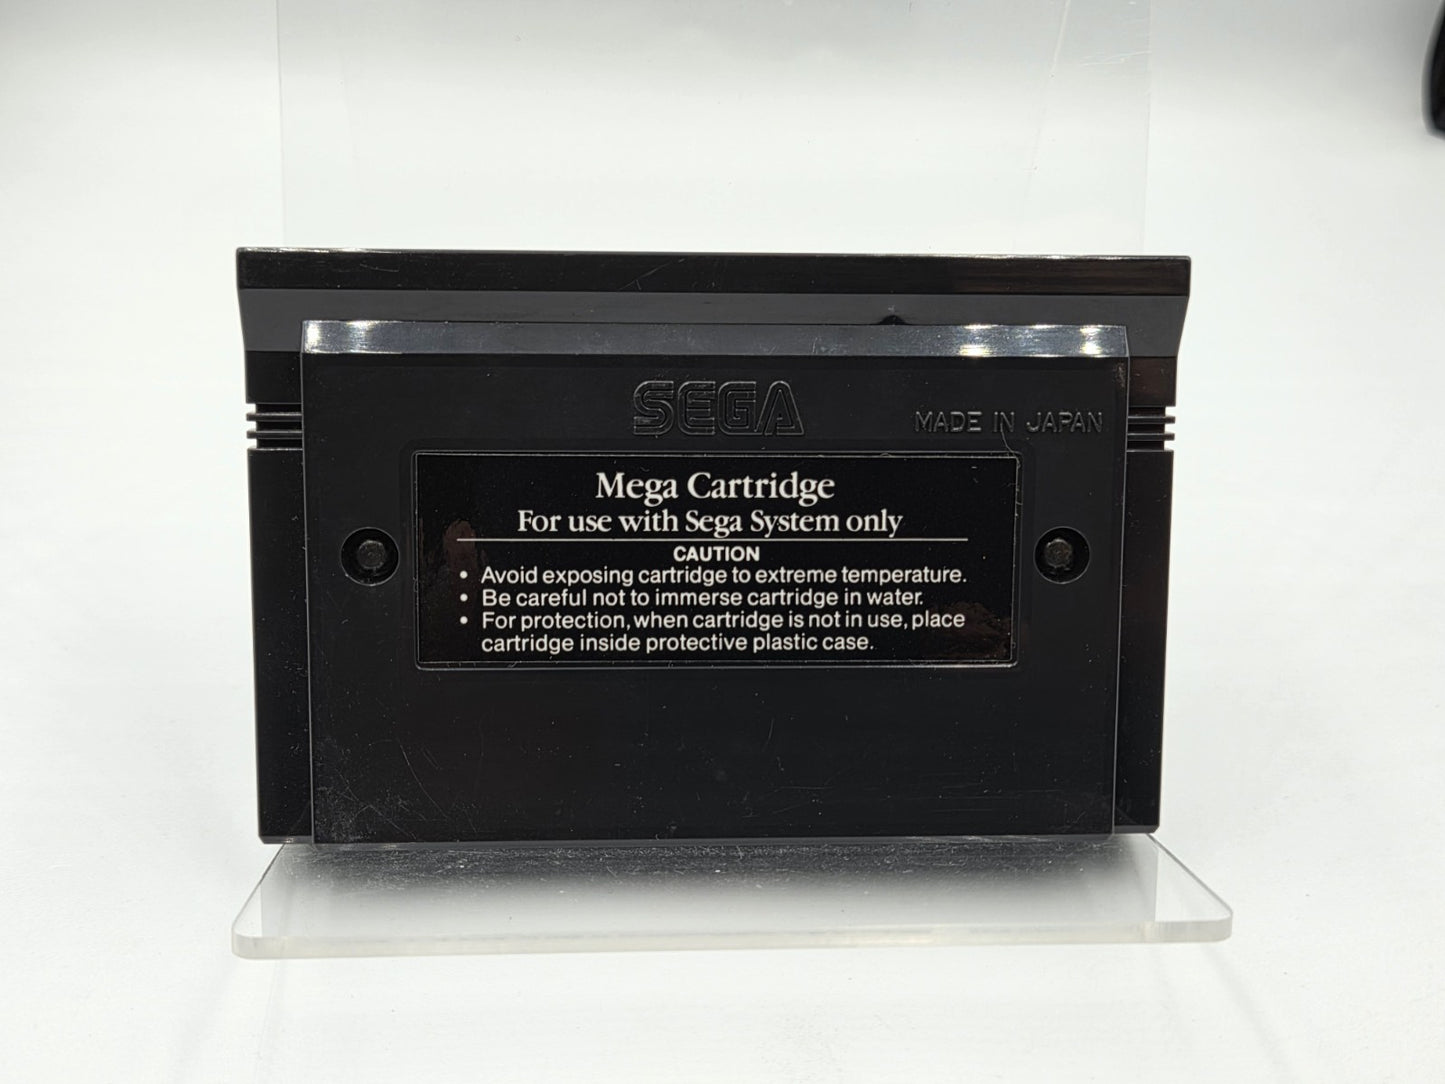 SEGA
MADE IN JAPAN
Mega Cartridge
For use with Sega System only
CAUTION
• Avoid exposing cartridge to extreme temperature.
• Be careful not to immerse cartridge in water.
• For protection, when cartridge is not in use, place
cartridge inside protective plastic case.